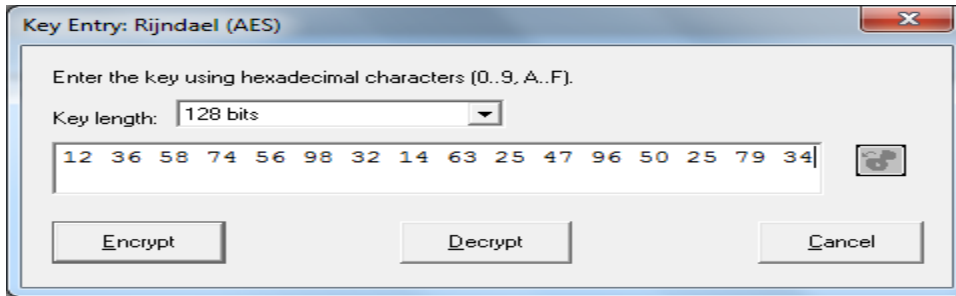 Key Entry: Rijndael (AES)
Enter the key using hexadecimal characters (0..9, A..F).
Key length: 128 bits
12 36 58 74 56 98 32 14 63 25 47 96 50 25 79 34
Encrypt Decrypt Cancel